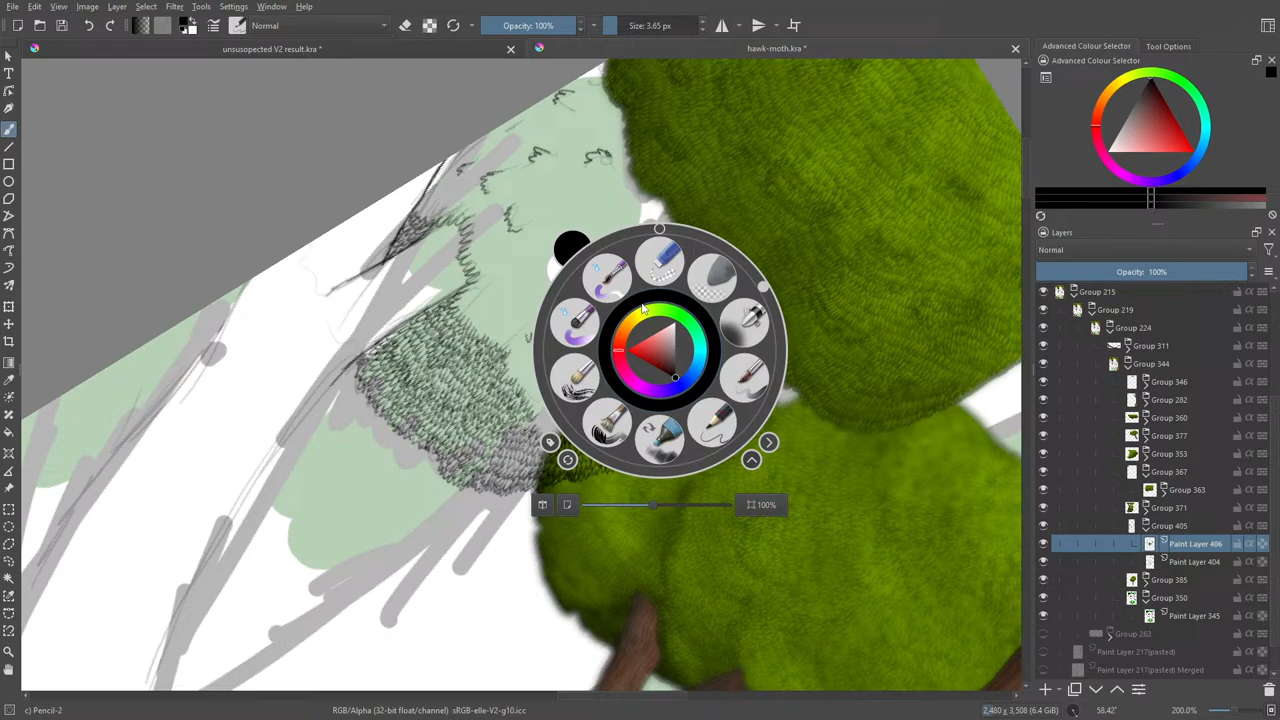 File Edit View Image Layer Select Filter Tools Settings Window Help
Normal Opacity: 100% Size: 3.65 px
unsusopected V2 result.kra * hawk-moth.kra *
Advanced Colour Selector Tool Options
Advanced Colour Selector
Layers
Normal
Opacity: 100%
Group 215
Group 219
Group 224
Group 311
Group 344
Group 346
Group 282
Group 360
Group 377
Group 353
Group 367
Group 363
Group 371
Group 405
Paint Layer 406
Paint Layer 404
Group 385
Group 350
Paint Layer 345
Group 262
Paint Layer 217(pasted)
Paint Layer 217(pasted) Merged
100%
c) Pencil-2 RGB/Alpha (32-bit float/channel) sRGB-elle-V2-g10.icc 2,480 x 3,508 (6.4 GiB) 58.42° 200.0%